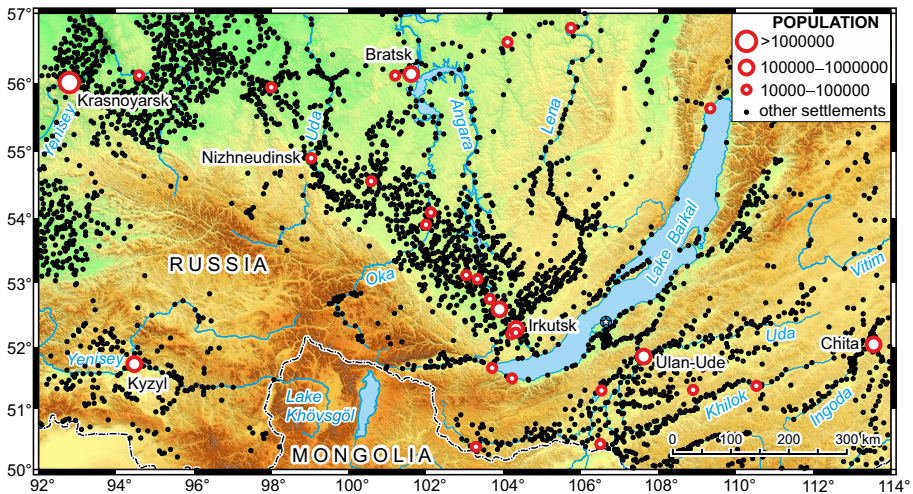 57°
56°
55°
54°
53°
52°
51°
50°
92
94
96
98
100
102
104
106
108
110
112
114°
POPULATION
>1000000
100000–1000000
10000–100000
other settlements
Bratsk
Krasnoyarsk
Yenisey
Uda
Angara
Lena
Nizhneudinsk
Lake Baikal
RUSSIA
Oka
Vitim
Irkutsk
Uda
Chita
Yenisey
Ulan-Ude
Kyzyl
Lake
Khövsgöl
Khilok
Ingoda
MONGOLIA
0 100 200 300 km